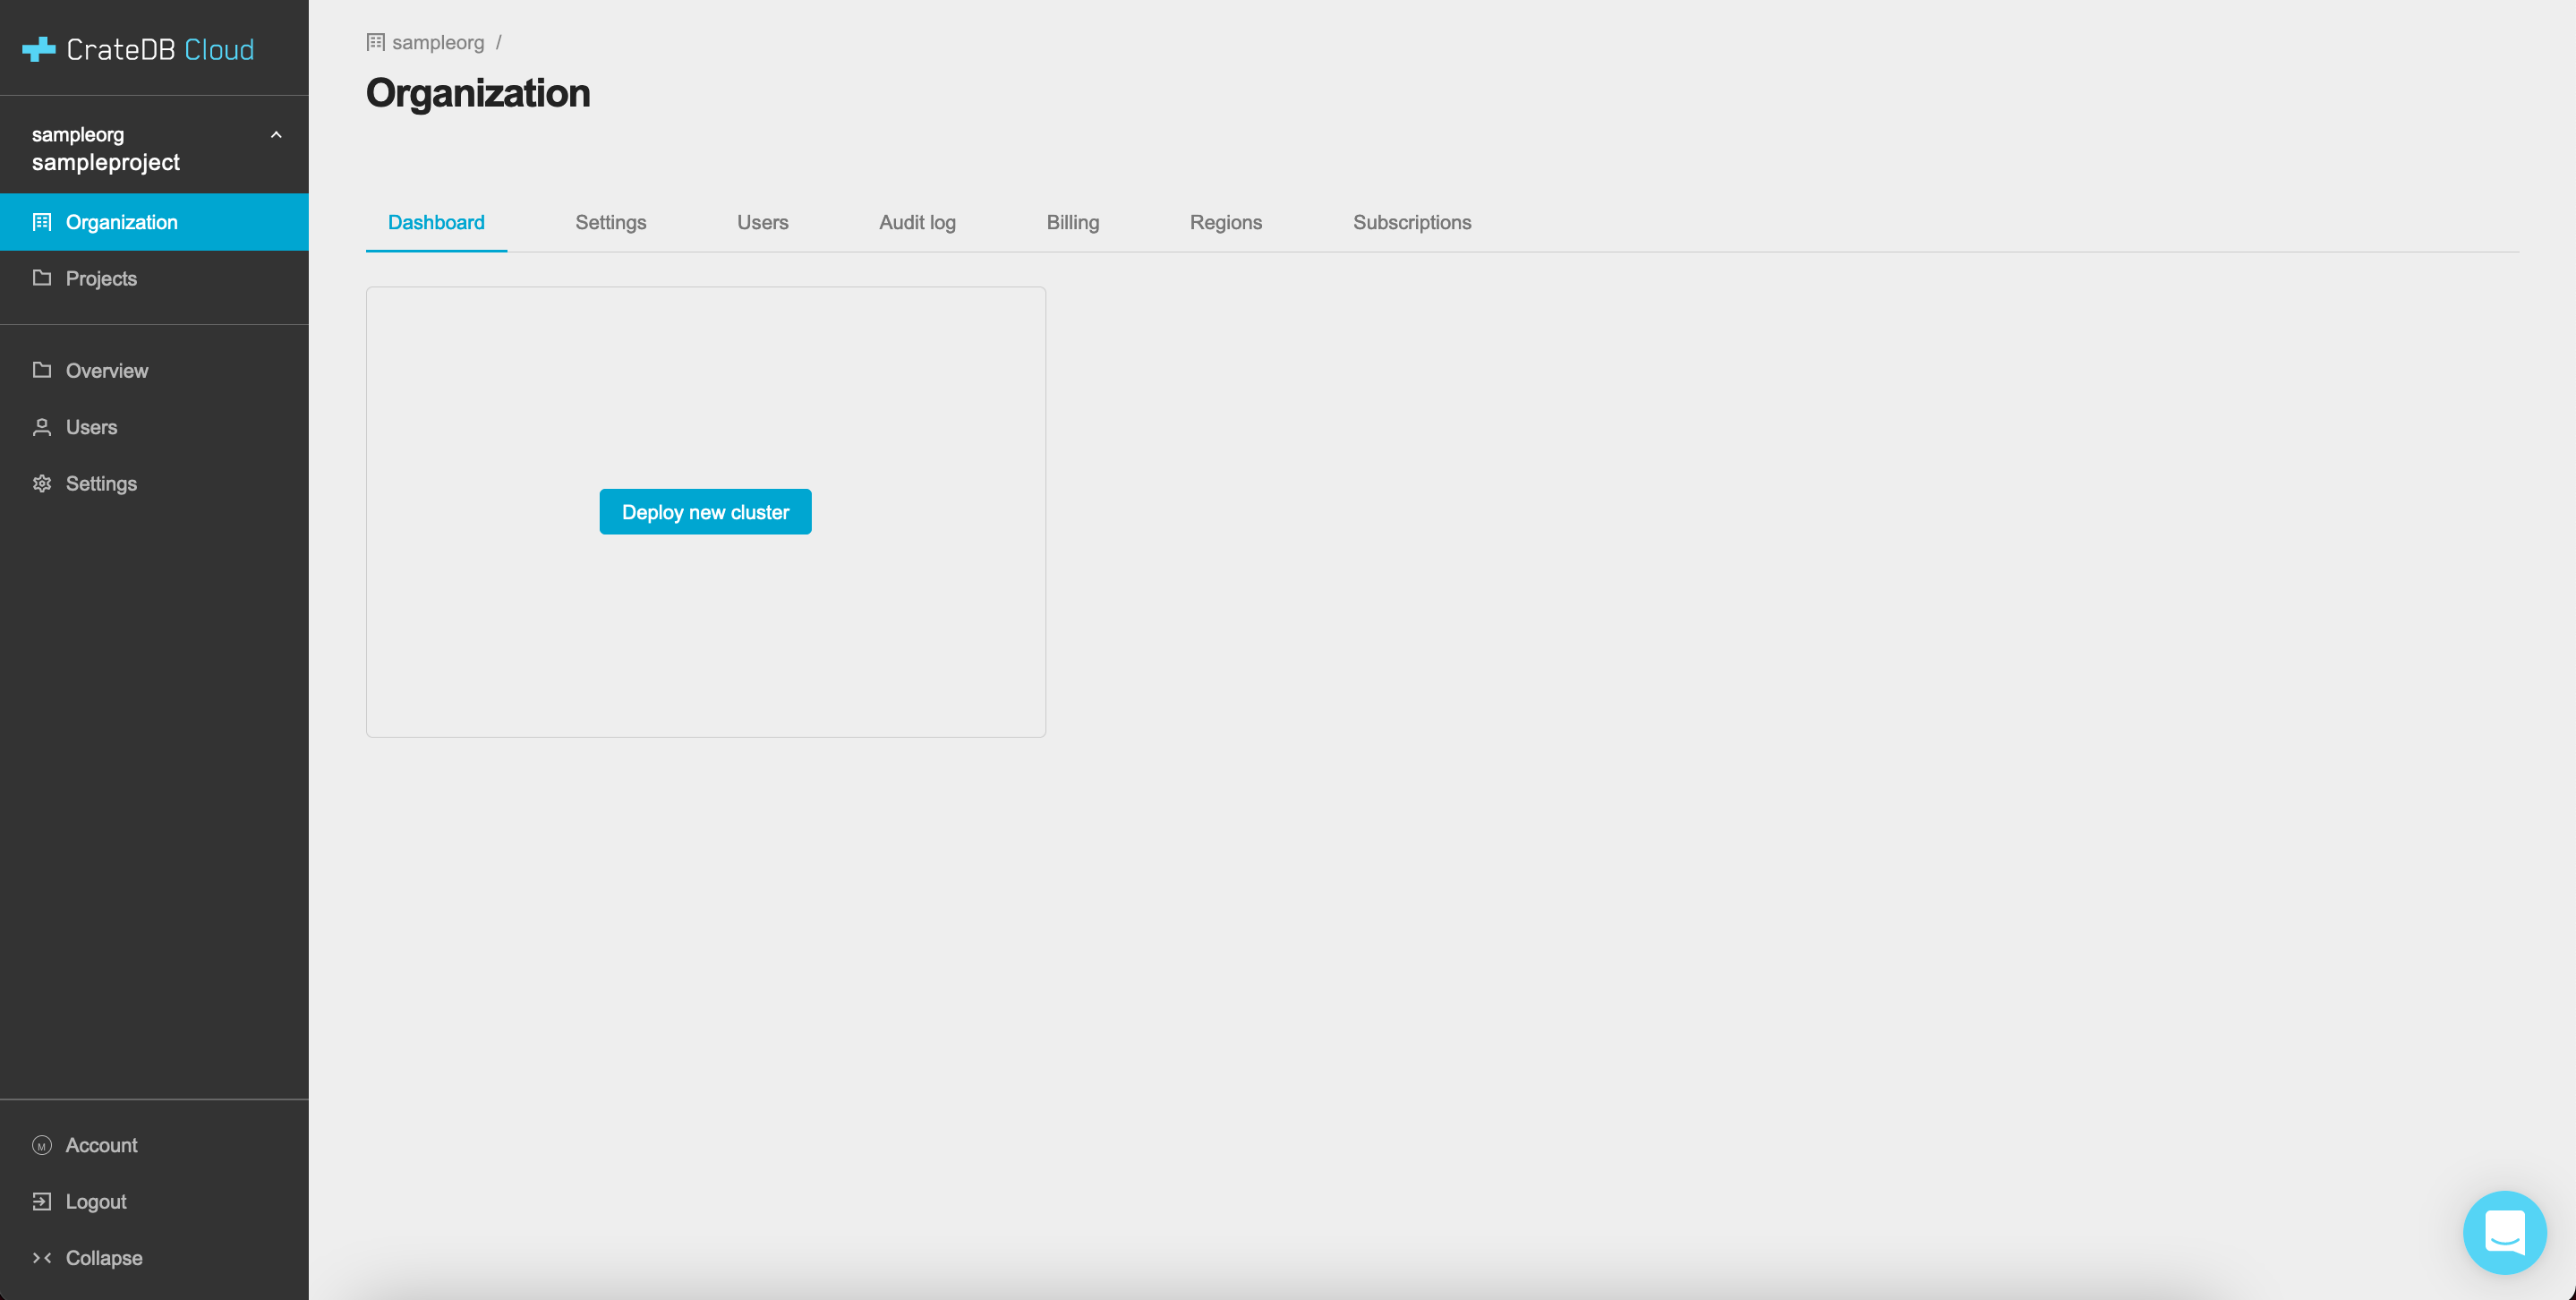 CrateDB Cloud
sampleorg
sampleproject
Organization
Projects
Overview
Users
Settings
Account
Logout
Collapse
sampleorg /
Organization
Dashboard Settings Users Audit log Billing Regions Subscriptions
Deploy new cluster